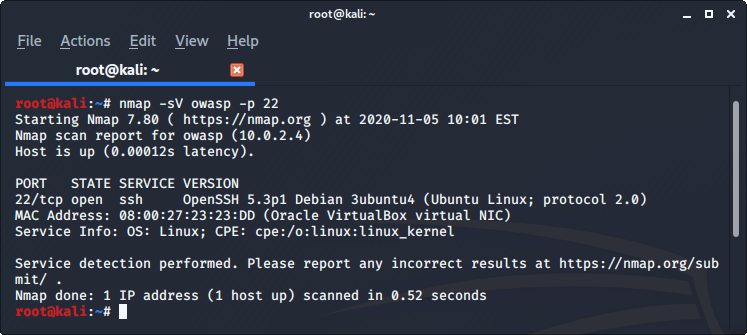 root@kali: ~
File Actions Edit View Help
root@kali: ~
root@kali:~# nmap -sV owasp -p 22
Starting Nmap 7.80 ( https://nmap.org ) at 2020-11-05 10:01 EST
Nmap scan report for owasp (10.0.2.4)
Host is up (0.00012s latency).
PORT   STATE SERVICE VERSION
22/tcp open  ssh     OpenSSH 5.3p1 Debian 3ubuntu4 (Ubuntu Linux; protocol 2.0)
MAC Address: 08:00:27:23:23:DD (Oracle VirtualBox virtual NIC)
Service Info: OS: Linux; CPE: cpe:/o:linux:linux_kernel
Service detection performed. Please report any incorrect results at https://nmap.org/sub
mit/ .
Nmap done: 1 IP address (1 host up) scanned in 0.52 seconds
root@kali:~#